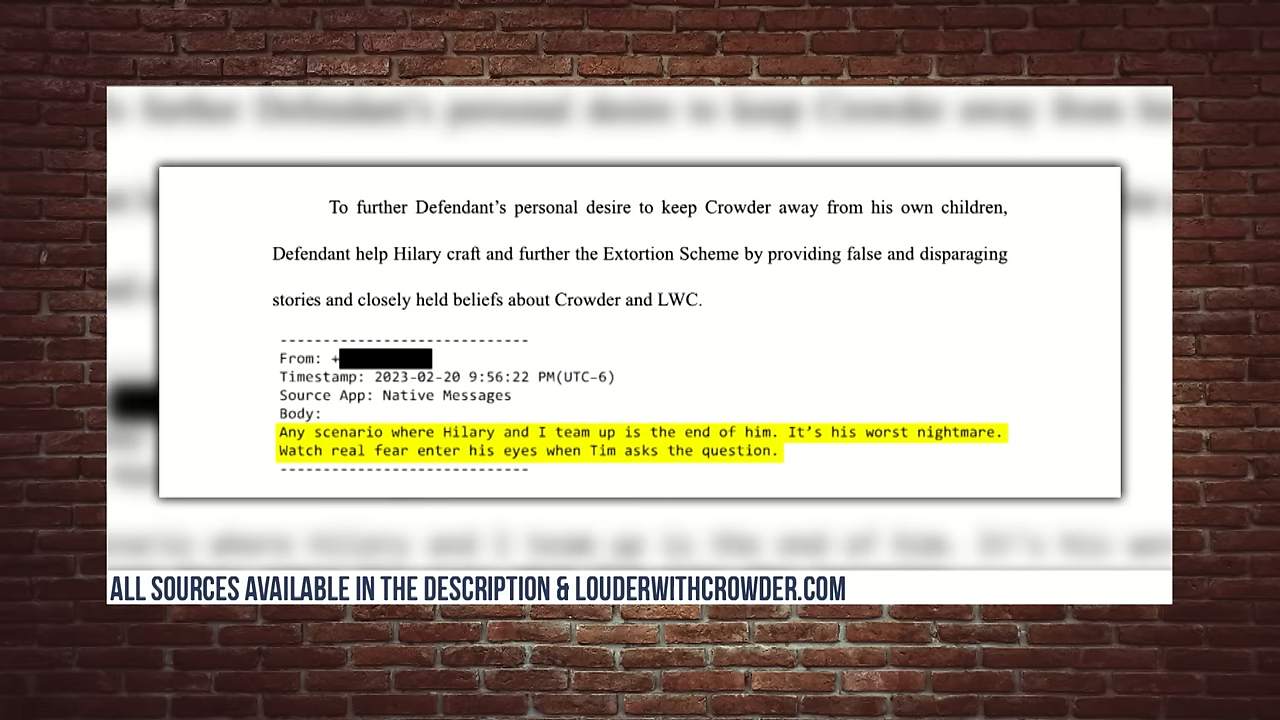 To further Defendant's personal desire to keep Crowder away from his own children,
Defendant help Hilary craft and further the Extortion Scheme by providing false and disparaging
stories and closely held beliefs about Crowder and LWC.
----------------------------
From: +
Timestamp: 2023-02-20 9:56:22 PM(UTC-6)
Source App: Native Messages
Body:
Any scenario where Hilary and I team up is the end of him. It’s his worst nightmare.
Watch real fear enter his eyes when Tim asks the question.
----------------------------
ALL SOURCES AVAILABLE IN THE DESCRIPTION & LOUDERWITHCROWDER.COM